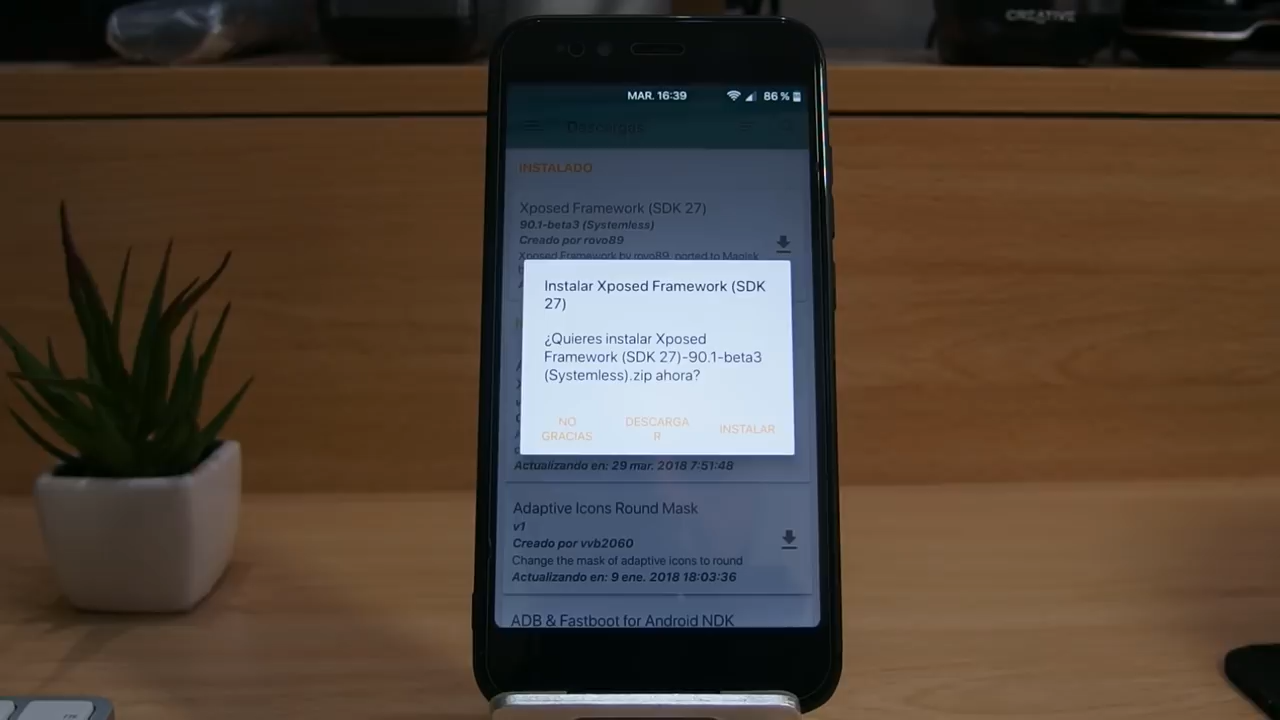 CREATIVE
MAR. 16:39
86 %
Descargas
INSTALADO
Xposed Framework (SDK 27)
90.1-beta3 (Systemless)
Creado por rovo89
Xposed Framework by rovo89, ported to Magisk
Instalar Xposed Framework (SDK
27)
¿Quieres instalar Xposed
Framework (SDK 27)-90.1-beta3
(Systemless).zip ahora?
NO
GRACIAS
DESCARGA
R
INSTALAR
Actualizando en: 29 mar. 2018 7:51:48
Adaptive Icons Round Mask
v1
Creado por vvb2060
Change the mask of adaptive icons to round
Actualizando en: 9 ene. 2018 18:03:36
ADB & Fastboot for Android NDK